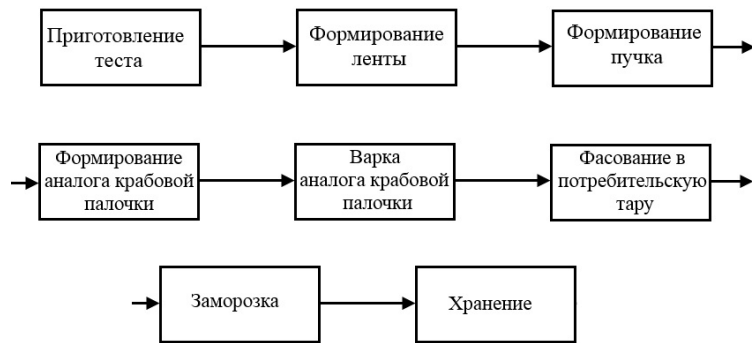 Приготовление
теста
Формирование
ленты
Формирование
пучка
Формирование
аналога крабовой
палочки
Варка
аналога крабовой
палочки
Фасование в
потребительскую
тару
Заморозка
Хранение